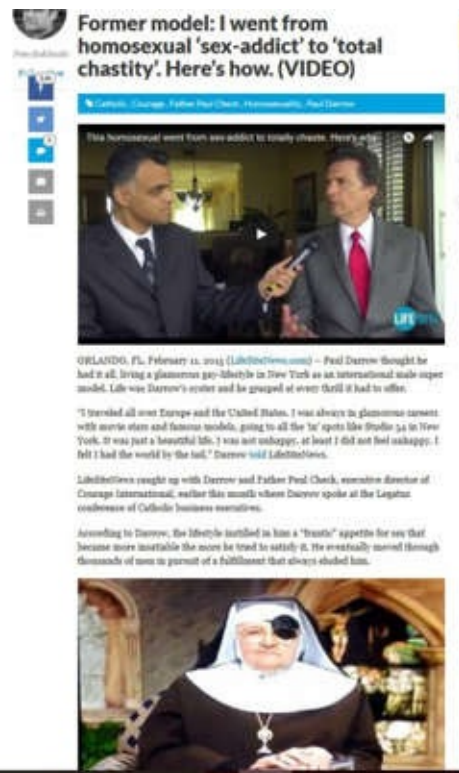 Former model: I went from
homosexual 'sex-addict' to 'total
chastity'. Here's how. (VIDEO)
Catholic, Courage, Father Paul Check, Homosexuality, Paul Darrow
This homosexual went from sex-addict to totally chaste. Here's
LIFE
ORLANDO, FL, February 11, 2015 (LifeSiteNews.com) – Paul Darrow thought he
had it all, living a glamorous gay-lifestyle in New York as an international male super
model. Life was Darrow's oyster and he grasped at every thrill it had to offer.
"I traveled all over Europe and the United States. I was always in glamorous careers
with movie stars and famous models, going to all the 'in' spots like Studio 54 in New
York. It was just a beautiful life. I was not unhappy, at least I did not feel unhappy. I
felt I had the world by the tail," Darrow told LifeSiteNews.
LifeSiteNews caught up with Darrow and Father Paul Check, executive director of
Courage International, earlier this month where Darrow spoke at the Legatus
conference of Catholic business executives.
According to Darrow, the lifestyle instilled in him a "frantic" appetite for sex that
became more insatiable the more he tried to satisfy it. He eventually moved through
thousands of men in pursuit of a fulfillment that always eluded him.